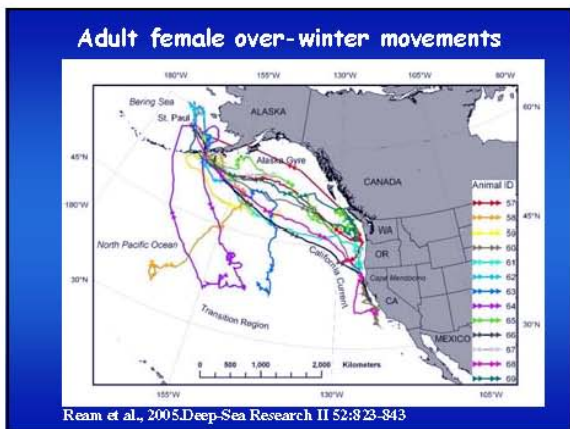 Adult female over-winter movements
180°W 155°W 130°W 105°W 80°W
Bering Sea
60°N
ALASKA
St. Paul
Alaska Gyre
45°N
CANADA
180°W
Animal ID
57
58
59
60
61
62
63
64
65
66
67
68
69
WA
45°N
OR
North Pacific Ocean
Cape Mendocino
California Current
CA
30°N
Transition Region
30°N
MEXICO
0 500 1,000 2,000 Kilometers
155°W 130°W 105°W
Ream et al., 2005.Deep-Sea Research II 52:823-843